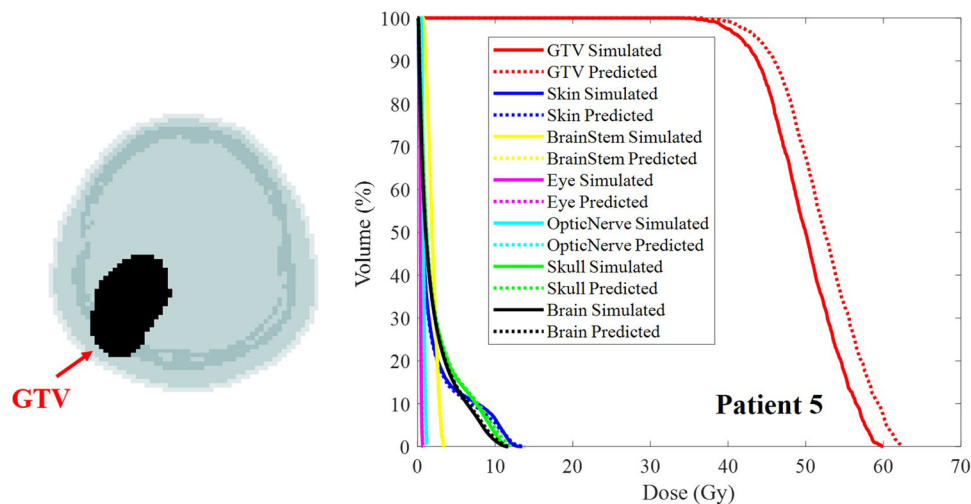 GTV
100
90
80
70
60
50
40
30
20
10
0
Volume (%)
GTV Simulated
GTV Predicted
Skin Simulated
Skin Predicted
BrainStem Simulated
BrainStem Predicted
Eye Simulated
Eye Predicted
OpticNerve Simulated
OpticNerve Predicted
Skull Simulated
Skull Predicted
Brain Simulated
Brain Predicted
Patient 5
0 10 20 30 40 50 60 70
Dose (Gy)